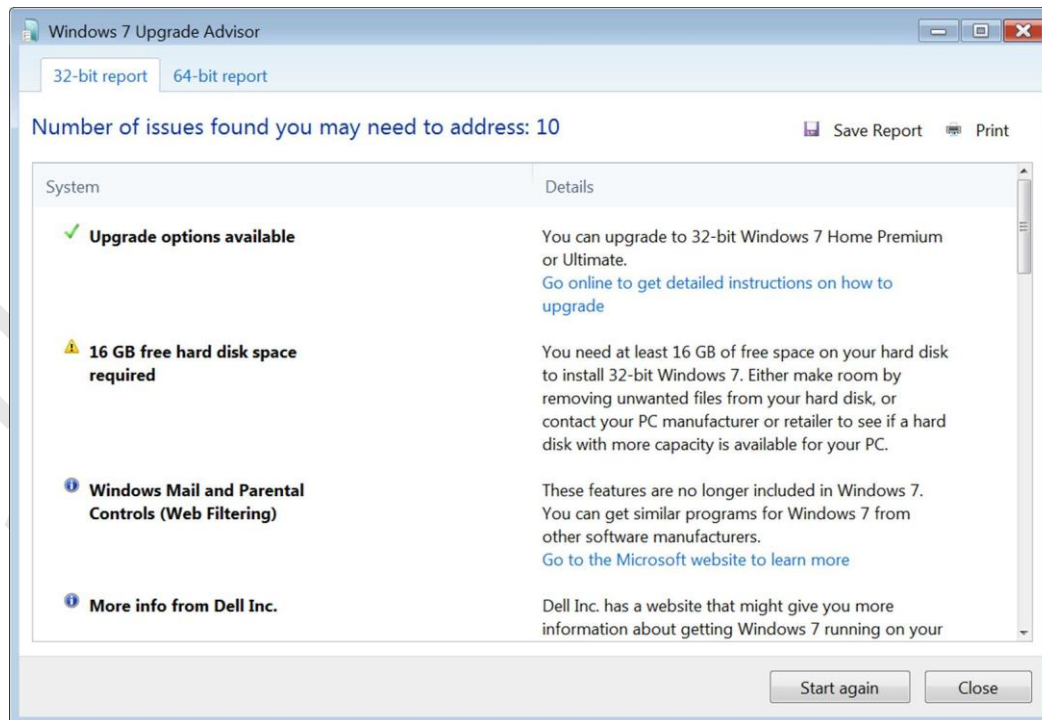 Windows 7 Upgrade Advisor
32-bit report 64-bit report
Number of issues found you may need to address: 10
Save Report Print
System Details
Upgrade options available
You can upgrade to 32-bit Windows 7 Home Premium
or Ultimate.
Go online to get detailed instructions on how to
upgrade
16 GB free hard disk space
required
You need at least 16 GB of free space on your hard disk
to install 32-bit Windows 7. Either make room by
removing unwanted files from your hard disk, or
contact your PC manufacturer or retailer to see if a hard
disk with more capacity is available for your PC.
Windows Mail and Parental
Controls (Web Filtering)
These features are no longer included in Windows 7.
You can get similar programs for Windows 7 from
other software manufacturers.
Go to the Microsoft website to learn more
More info from Dell Inc.
Dell Inc. has a website that might give you more
information about getting Windows 7 running on your
Start again Close